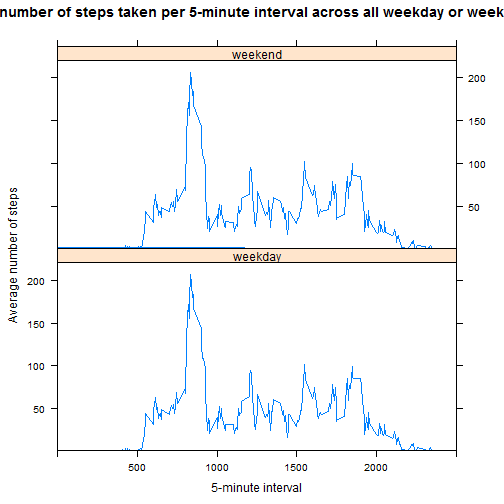 number of steps taken per 5-minute interval across all weekday or week
weekend
200
150
100
50
Average number of steps
weekday
200
150
100
50
500
1000
1500
2000
5-minute interval